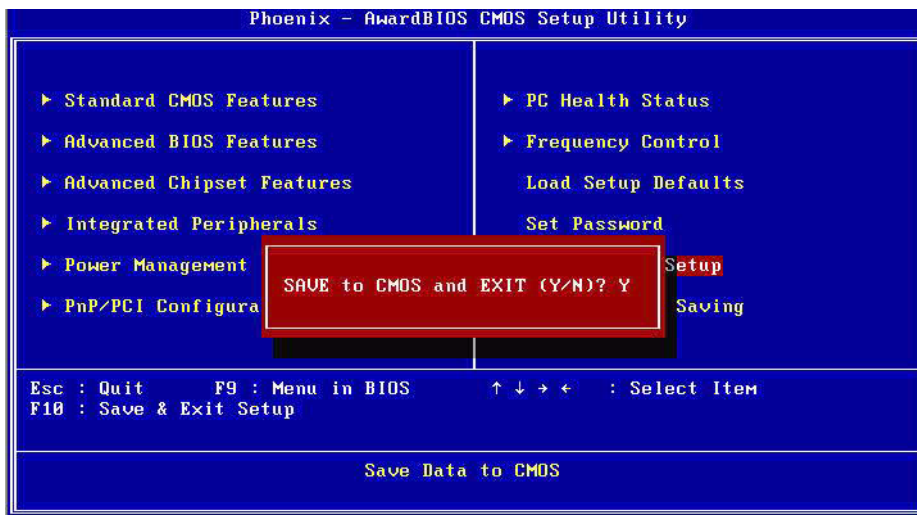 Phoenix - AwardBIOS CMOS Setup Utility
Standard CMOS Features
Advanced BIOS Features
Advanced Chipset Features
Integrated Peripherals
Power Management
PnP/PCI Configura
PC Health Status
Frequency Control
Load Setup Defaults
Set Password
Setup
Saving
SAVE to CMOS and EXIT (Y/N)? Y
Esc : Quit F9 : Menu in BIOS ↑ ↓ → ← : Select Item
F10 : Save & Exit Setup
Save Data to CMOS